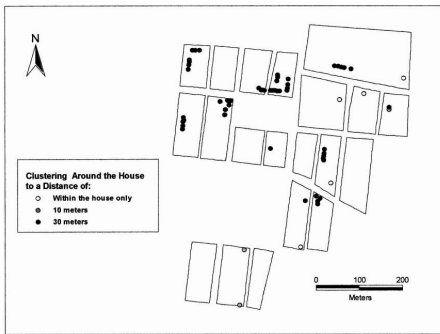 N
Clustering Around the House
to a Distance of:
Within the house only
10 meters
30 meters
0 100 200
Meters